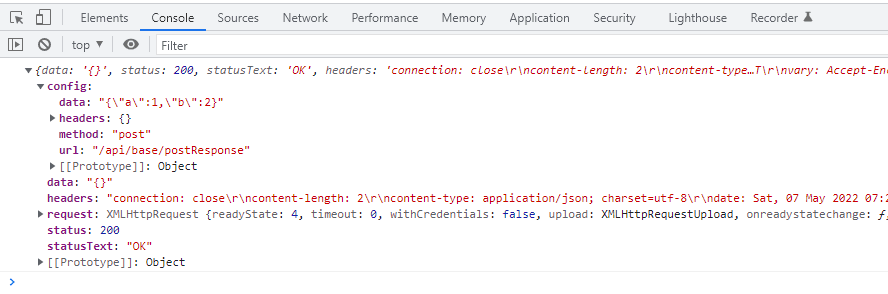 Elements Console Sources Network Performance Memory Application Security Lighthouse Recorder
top ▼ Filter
▼{data: '{}', status: 200, statusText: 'OK', headers: 'connection: close\r\ncontent-length: 2\r\ncontent-type…T\r\nvary: Accept-En
▼config:
data: "{\"a\":1,\"b\":2}"
▶headers: {}
method: "post"
url: "/api/base/postResponse"
▶[[Prototype]]: Object
data: "{}"
headers: "connection: close\r\ncontent-length: 2\r\ncontent-type: application/json; charset=utf-8\r\ndate: Sat, 07 May 2022 07:2
▶request: XMLHttpRequest {readyState: 4, timeout: 0, withCredentials: false, upload: XMLHttpRequestUpload, onreadystatechange: ƒ,
status: 200
statusText: "OK"
▶[[Prototype]]: Object
>